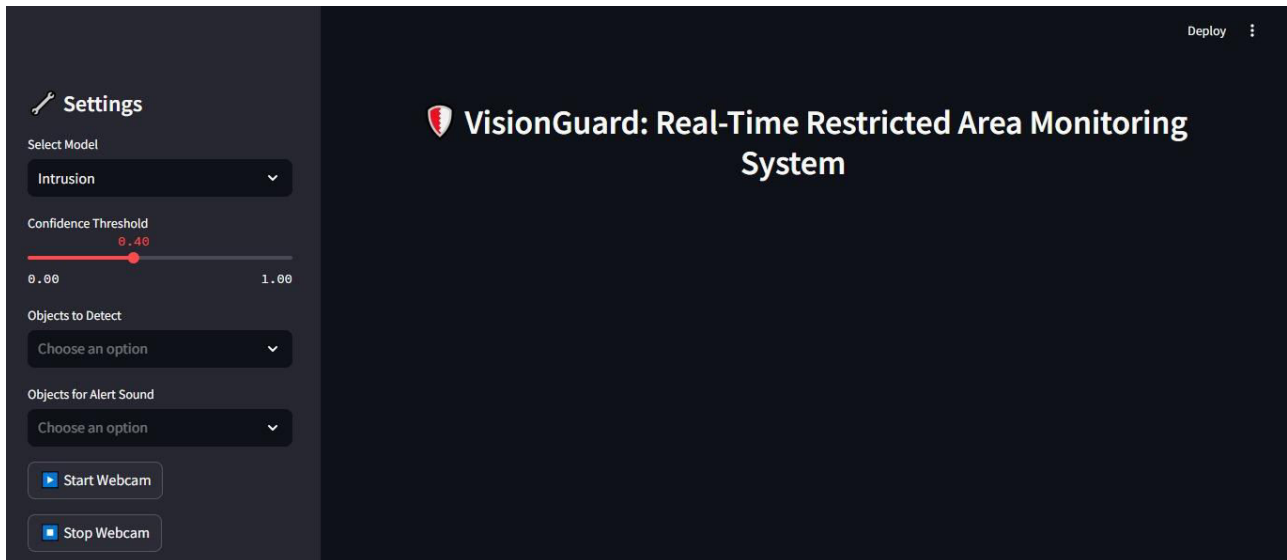 Deploy
Settings
Select Model
Intrusion
Confidence Threshold
0.40
0.00 1.00
Objects to Detect
Choose an option
Objects for Alert Sound
Choose an option
Start Webcam
Stop Webcam
VisionGuard: Real-Time Restricted Area Monitoring
System